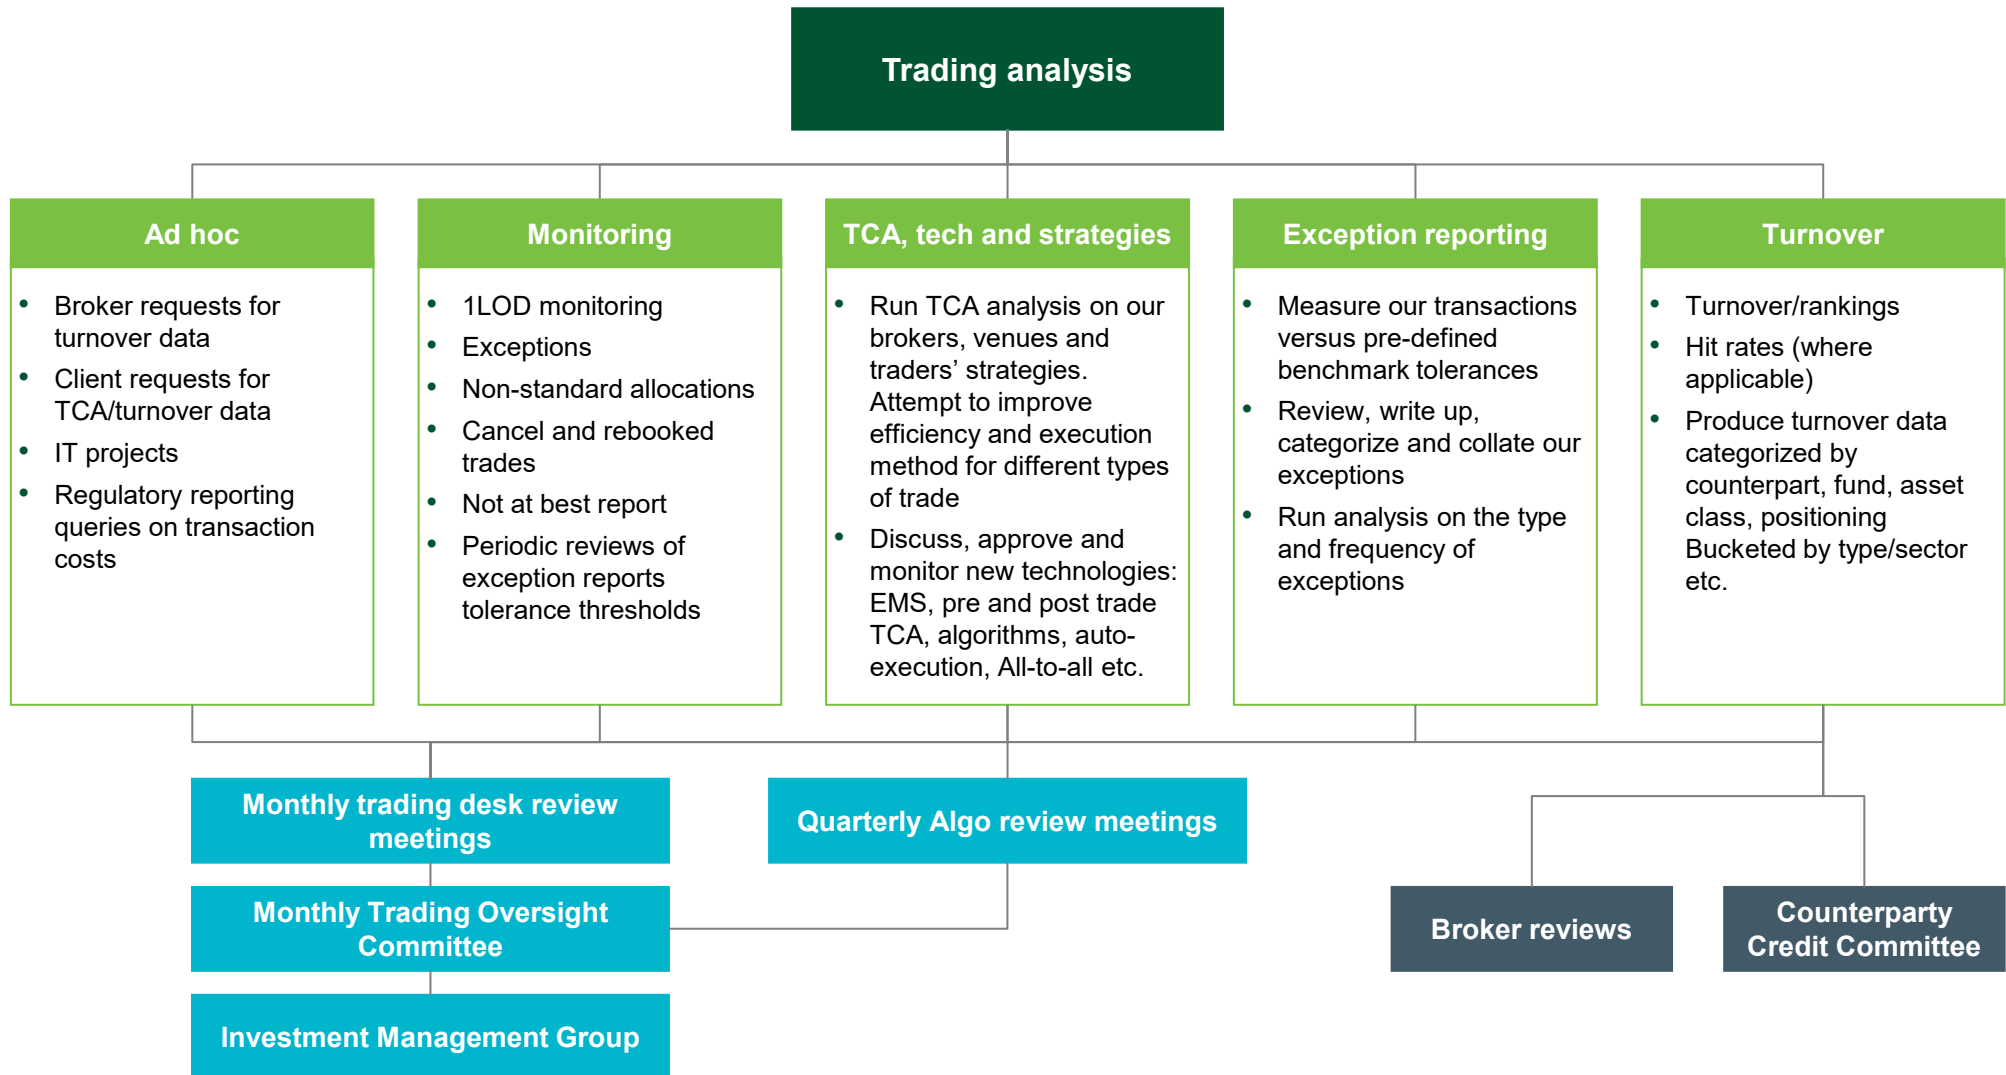 Trading analysis
Ad hoc
Broker requests for
turnover data
Client requests for
TCA/turnover data
IT projects
Regulatory reporting
queries on transaction
costs
Monitoring
1LOD monitoring
Exceptions
Non-standard allocations
Cancel and rebooked
trades
Not at best report
Periodic reviews of
exception reports
tolerance thresholds
TCA, tech and strategies
Run TCA analysis on our
brokers, venues and
traders’ strategies.
Attempt to improve
efficiency and execution
method for different types
of trade
Discuss, approve and
monitor new technologies:
EMS, pre and post trade
TCA, algorithms, auto-
execution, All-to-all etc.
Exception reporting
Measure our transactions
versus pre-defined
benchmark tolerances
Review, write up,
categorize and collate our
exceptions
Run analysis on the type
and frequency of
exceptions
Turnover
Turnover/rankings
Hit rates (where
applicable)
Produce turnover data
categorized by
counterpart, fund, asset
class, positioning
Bucketed by type/sector
etc.
Monthly trading desk review
meetings
Quarterly Algo review meetings
Monthly Trading Oversight
Committee
Broker reviews
Counterparty
Credit Committee
Investment Management Group